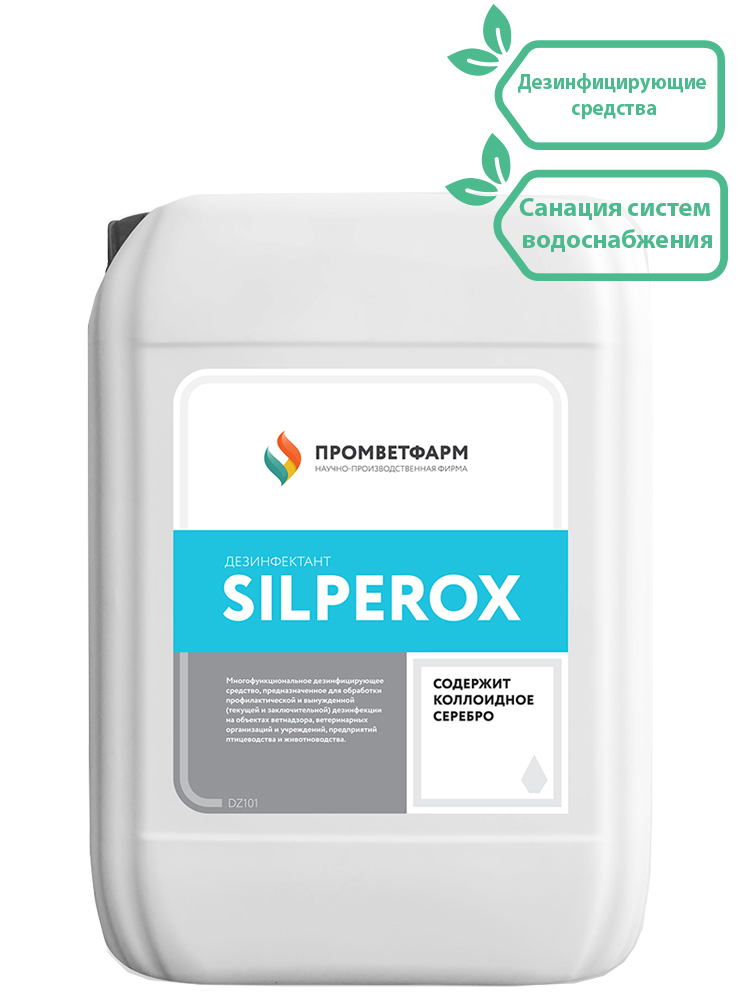 Дезинфицирующие
средства
Санация систем
водоснабжения
ПРОМВЕТФАРМ
НАУЧНО-ПРОИЗВОДСТВЕННАЯ ФИРМА
ДЕЗИНФЕКТАНТ
SILPEROX
Многофункциональное дезинфицирующее
средство, предназначенное для обработки
профилактической и вынужденной
(текущей и заключительной) дезинфекции
на объектах ветнадзора, ветеринарных
организаций и учреждений, предприятий
птицеводства и животноводства.
СОДЕРЖИТ
КОЛЛОИДНОЕ
СЕРЕБРО
DZ101